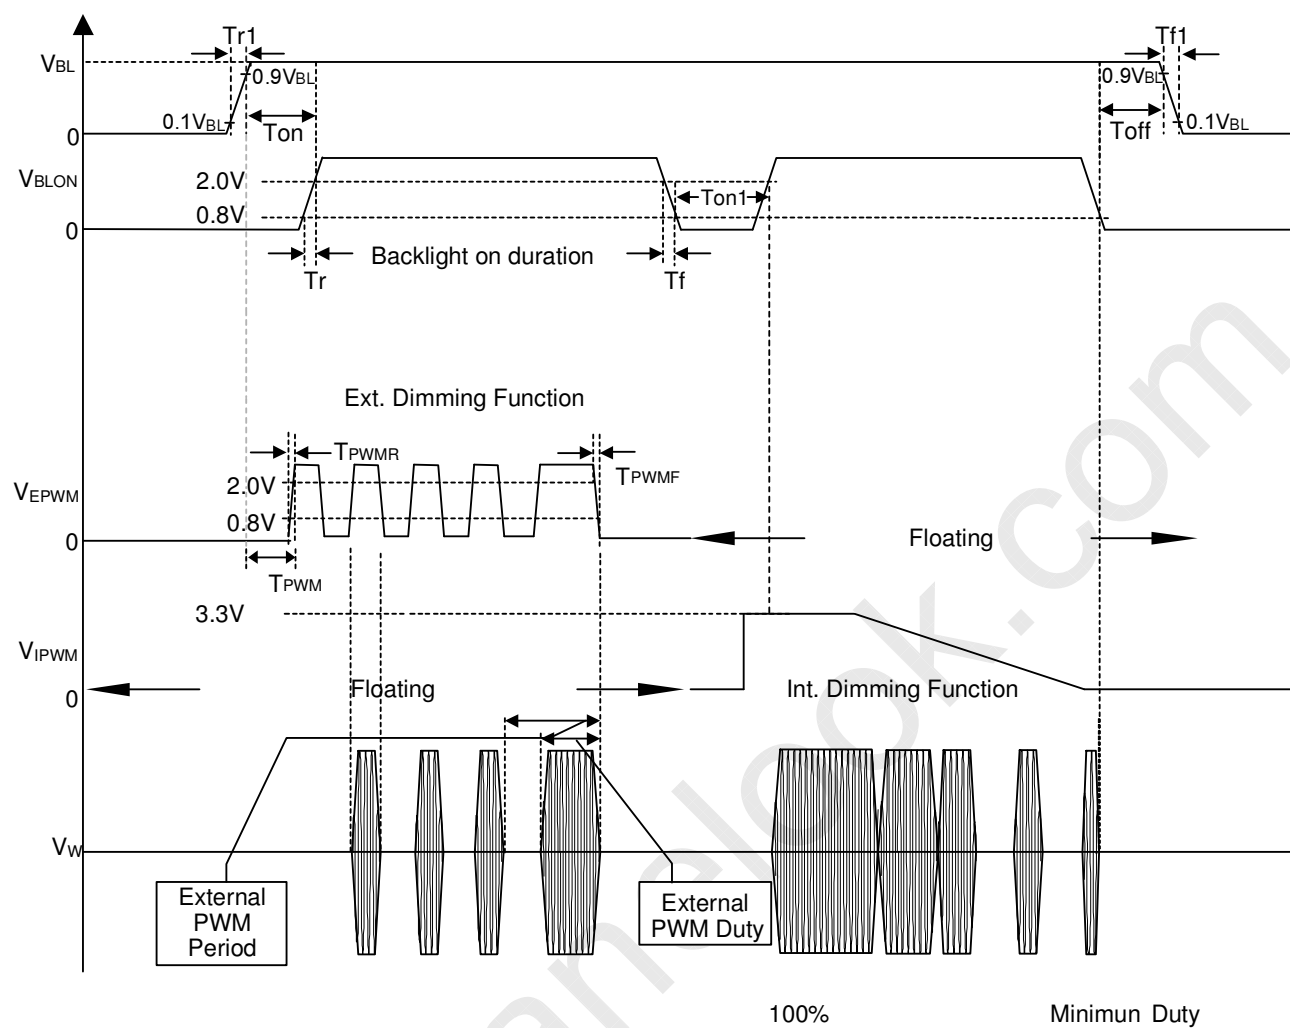 Tr1
Tf1
VBL
0.9VBL
0.9VBL
0.1VBL
Ton
Toff
0.1VBL
0
VBLON
2.0V
Ton1
0.8V
0
Backlight on duration
Tr
Tf
Ext. Dimming Function
TPWMR
TPWMF
VEPWM
2.0V
0.8V
0
Floating
TPWM
3.3V
VIPWM
0
Floating
Int. Dimming Function
VW
External
PWM
Period
External
PWM Duty
100%
Minimun Duty
anelook.com